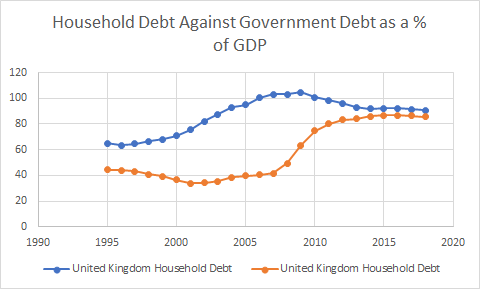 Household Debt Against Government Debt as a %
of GDP
120
100
80
60
40
20
0
1990 1995 2000 2005 2010 2015 2020
United Kingdom Household Debt United Kingdom Household Debt